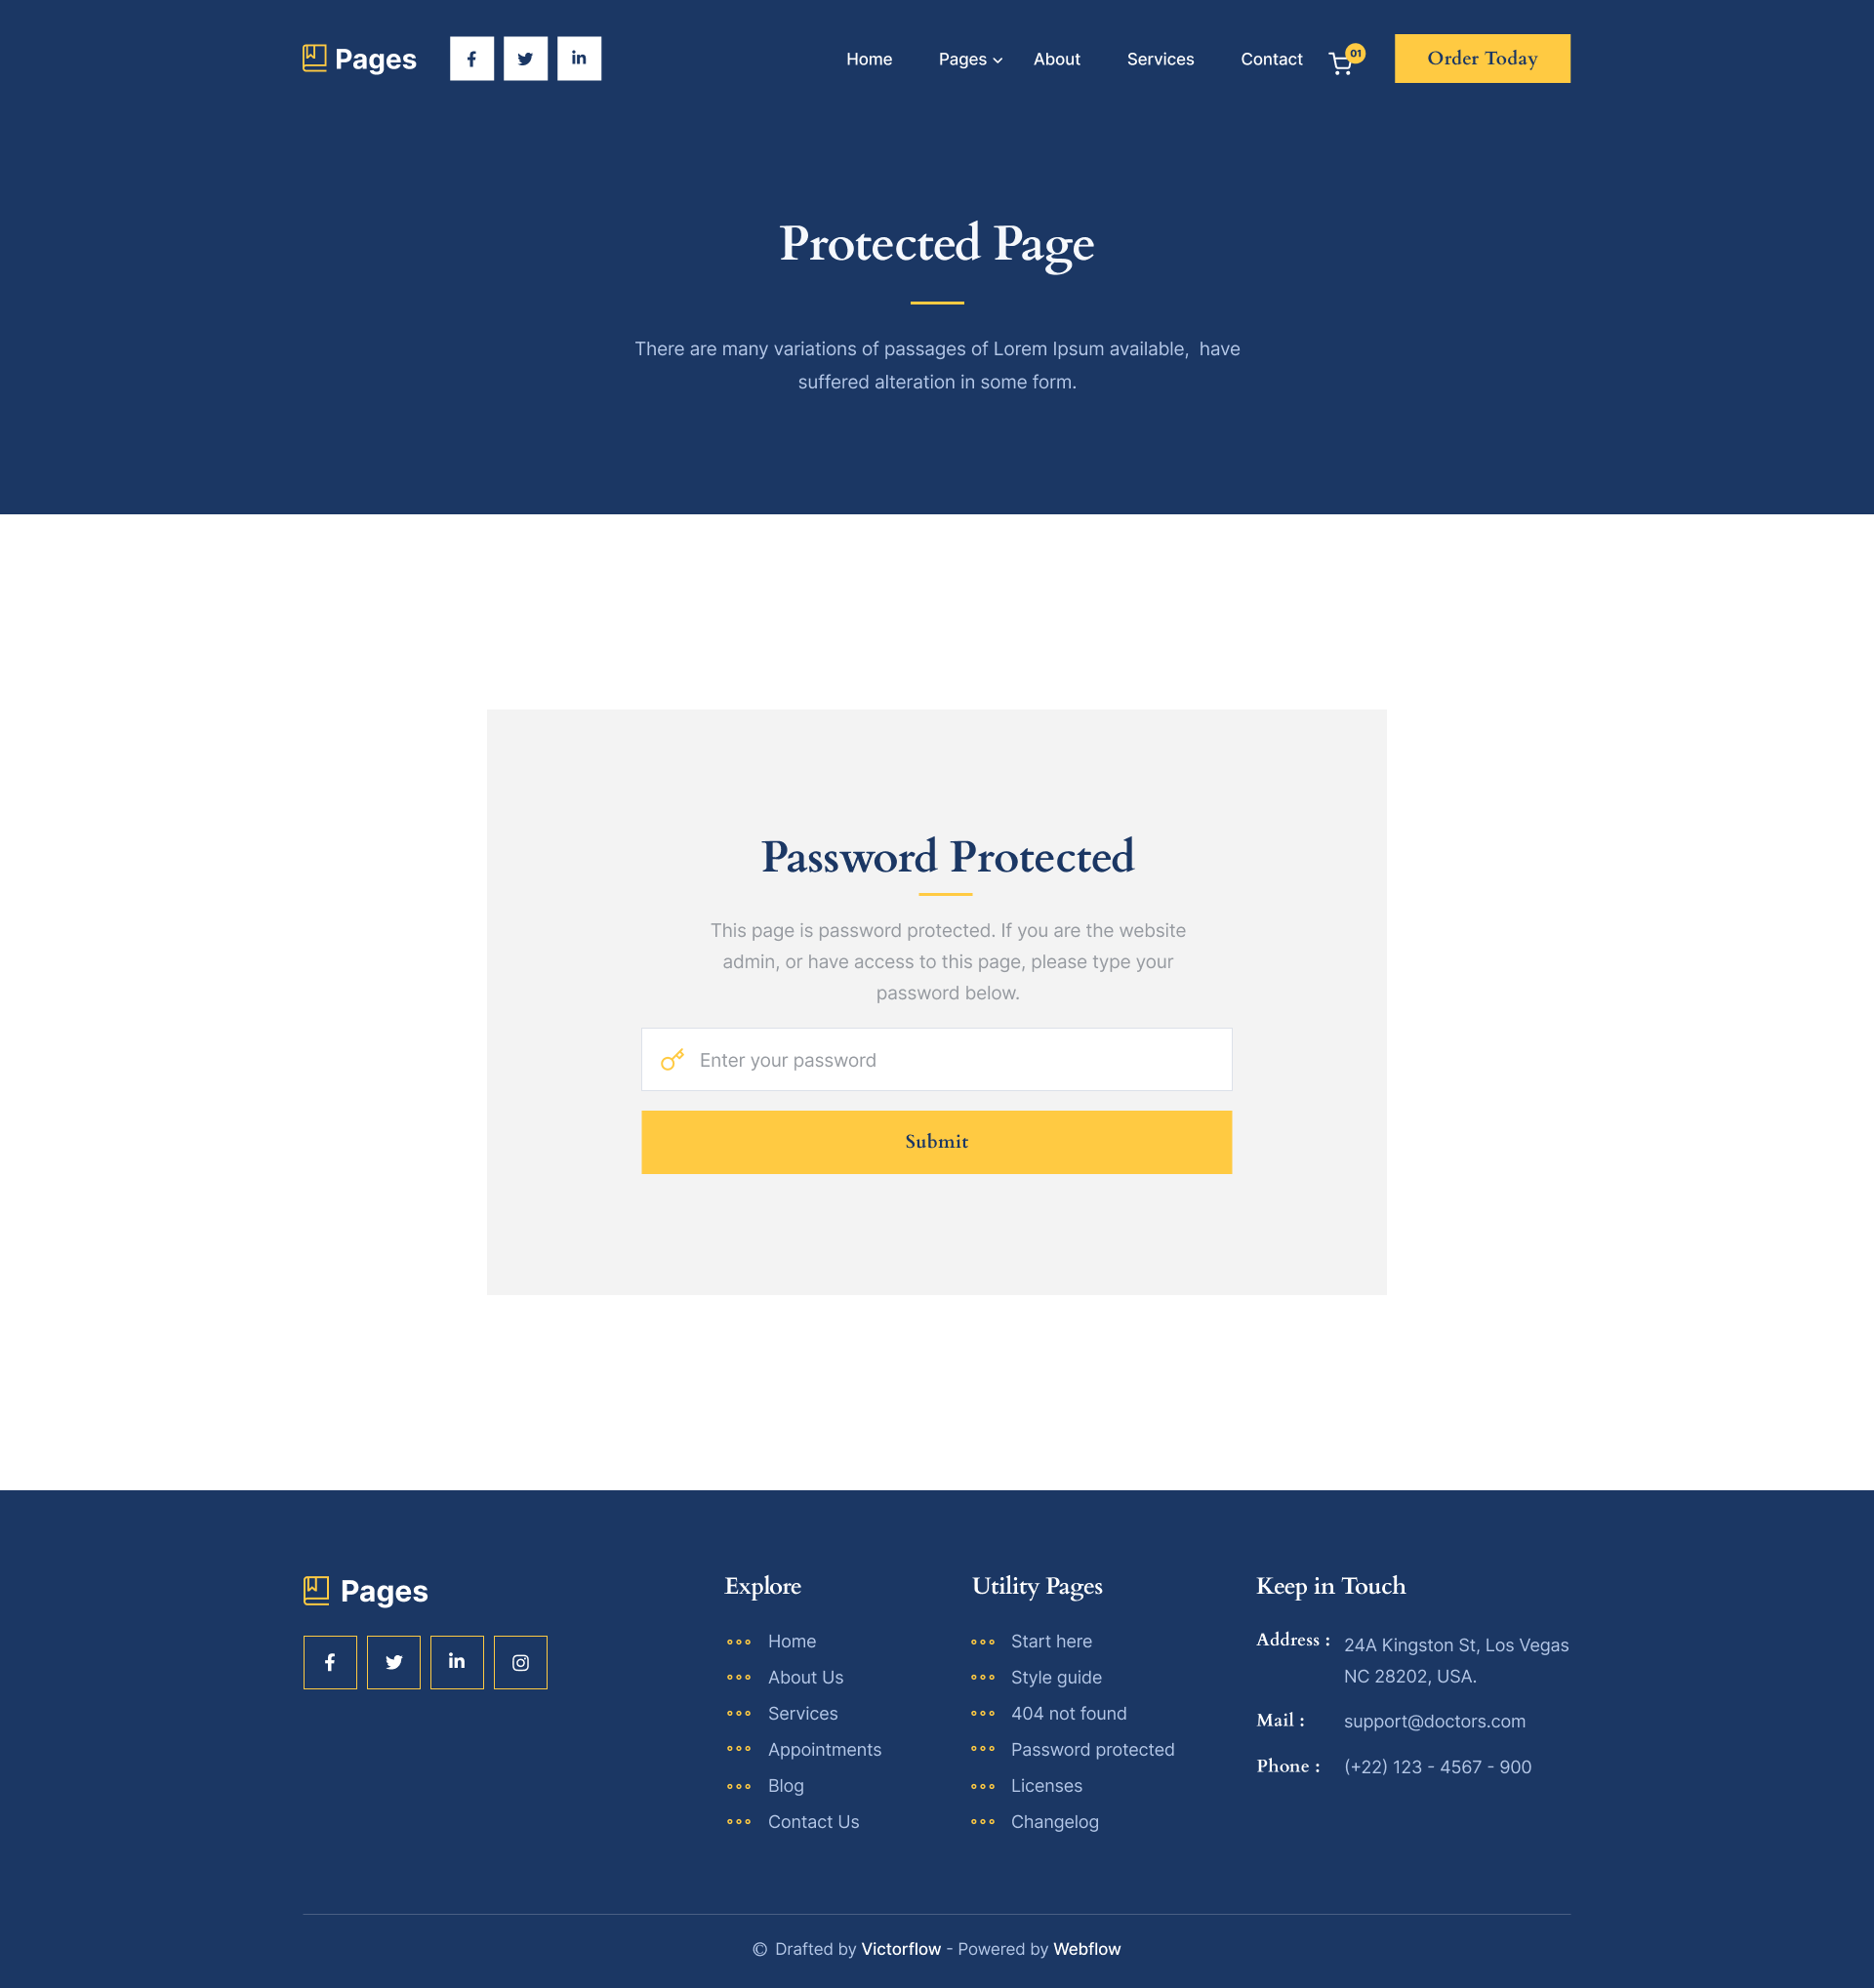 Pages
Home Pages About Services Contact 01 Order Today
Protected Page
There are many variations of passages of Lorem Ipsum available, have
suffered alteration in some form.
Password Protected
This page is password protected. If you are the website
admin, or have access to this page, please type your
password below.
Enter your password
Submit
Pages
Explore
Home
About Us
Services
Appointments
Blog
Contact Us
Utility Pages
Start here
Style guide
404 not found
Password protected
Licenses
Changelog
Keep in Touch
Address : 24A Kingston St, Los Vegas
NC 28202, USA.
Mail : support@doctors.com
Phone : (+22) 123 - 4567 - 900
© Drafted by Victorflow - Powered by Webflow